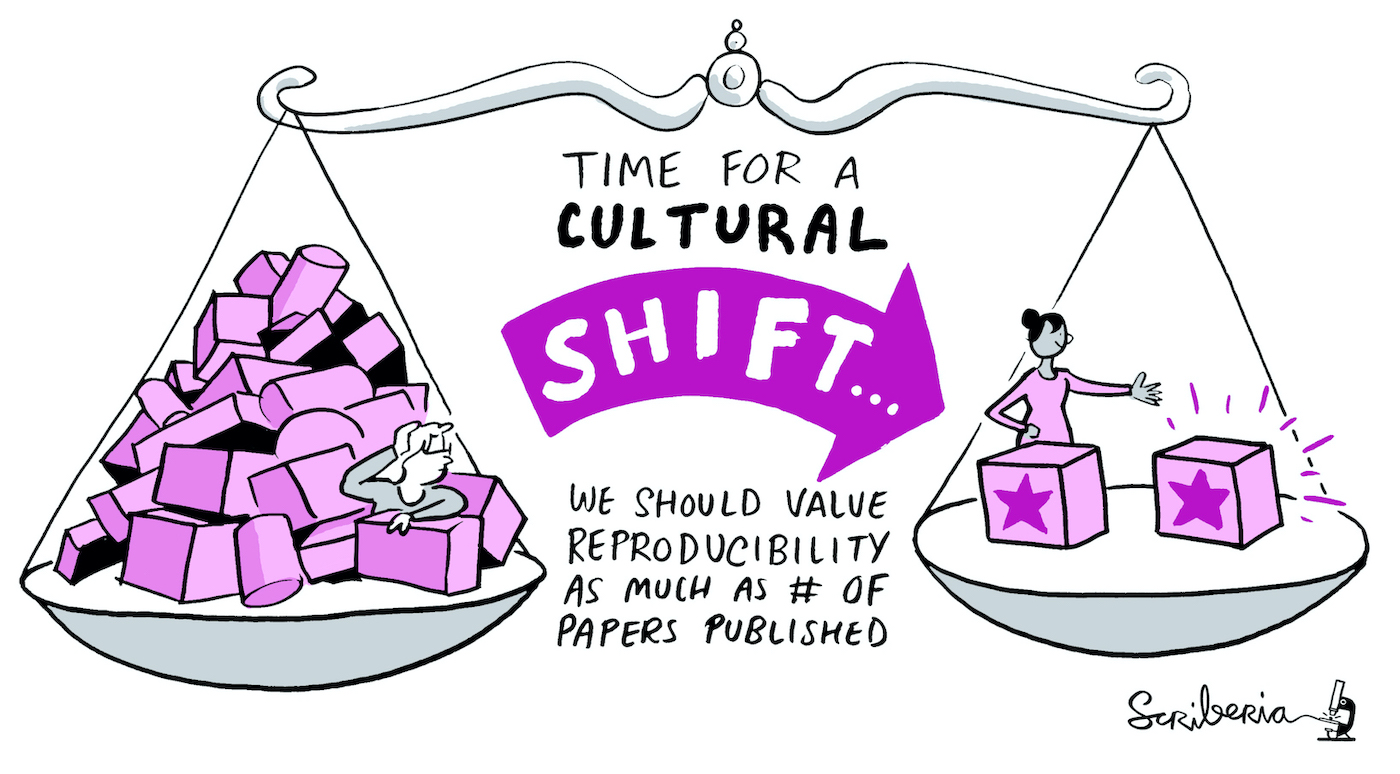 TIME FOR A
CULTURAL
SHIFT...
WE SHOULD VALUE
REPRODUCIBILITY
AS MUCH AS # OF
PAPERS PUBLISHED
Scriberia